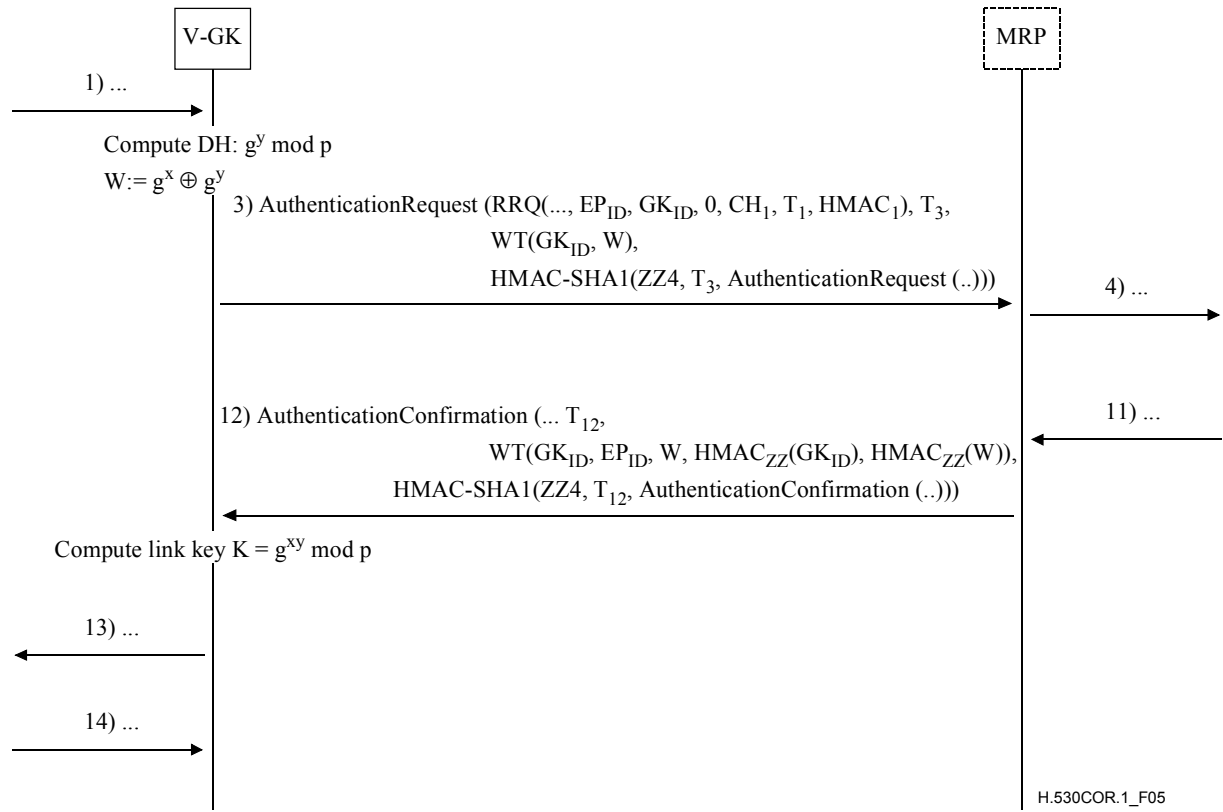 V-GK
MRP
1) ...
Compute DH: g^y mod p
W:= g^x ⊕ g^y
3) AuthenticationRequest (RRQ(..., EP_ID, GK_ID, 0, CH_1, T_1, HMAC_1), T_3,
WT(GK_ID, W),
HMAC-SHA1(ZZ4, T_3, AuthenticationRequest (..)))
4) ...
12) AuthenticationConfirmation (... T_12,
11) ...
WT(GK_ID, EP_ID, W, HMAC_ZZ(GK_ID), HMAC_ZZ(W)),
HMAC-SHA1(ZZ4, T_12, AuthenticationConfirmation (..)))
Compute link key K = g^xy mod p
13) ...
14) ...
H.530COR.1_F05